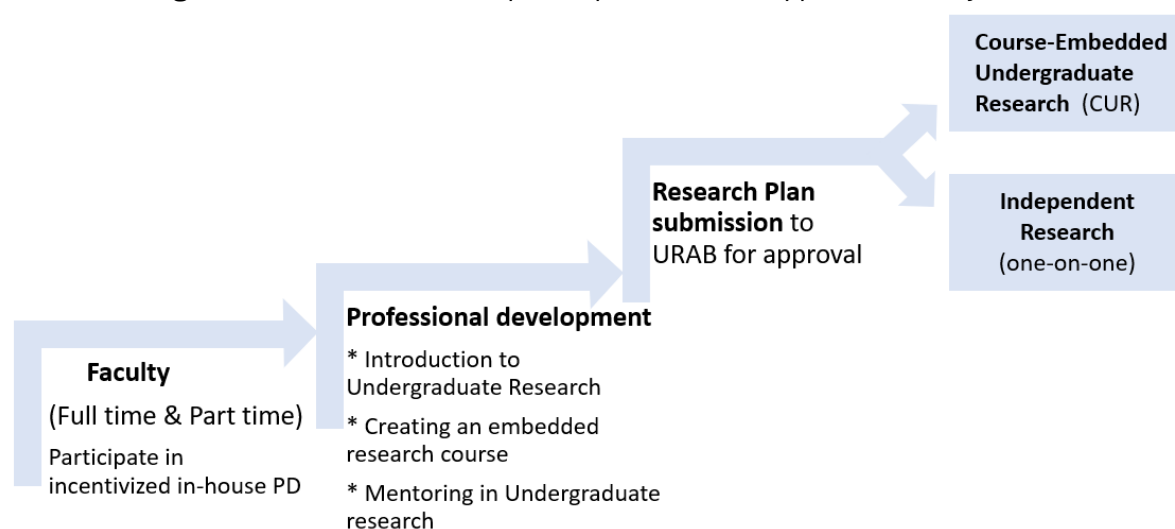 Faculty
(Full time & Part time)
Participate in
incentivized in-house PD
Professional development
* Introduction to
Undergraduate Research
* Creating an embedded
research course
* Mentoring in Undergraduate
research
Research Plan
submission to
URAB for approval
Course-Embedded
Undergraduate
Research (CUR)
Independent
Research
(one-on-one)